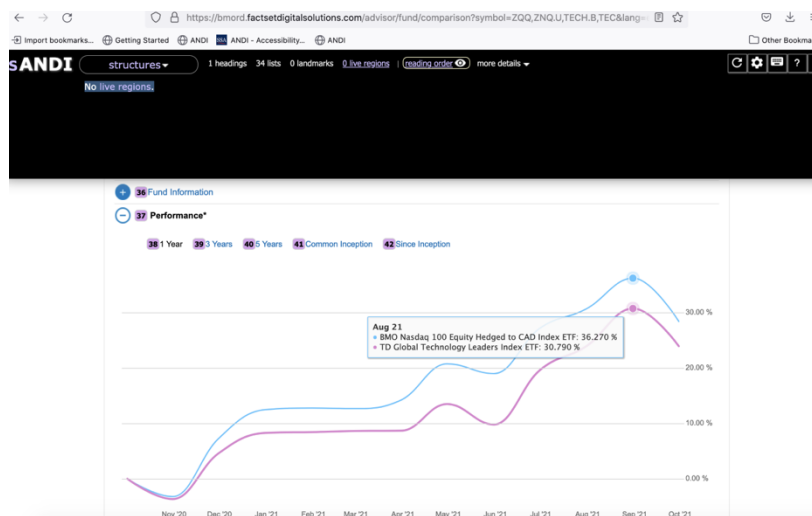 https://bmord.factsetdigitalsolutions.com/advisor/fund/comparison?symbol=ZQQ,ZNQ.U,TECH.B,TEC&lang=
Import bookmarks... Getting Started ANDI ANDI - Accessibility... ANDI Other Bookma
sANDI structures 1 headings 34 lists 0 landmarks 0 live regions | reading order more details ?
No live regions.
36 Fund Information
37 Performance*
38 1 Year 39 3 Years 40 5 Years 41 Common Inception 42 Since Inception
30.00 %
Aug 21
BMO Nasdaq 100 Equity Hedged to CAD Index ETF: 36.270 %
TD Global Technology Leaders Index ETF: 30.790 %
20.00 %
10.00 %
0.00 %
Nov '20 Dec '20 Jan '21 Feb '21 Mar '21 Apr '21 May '21 Jun '21 Jul '21 Aug '21 Sep '21 Oct '21